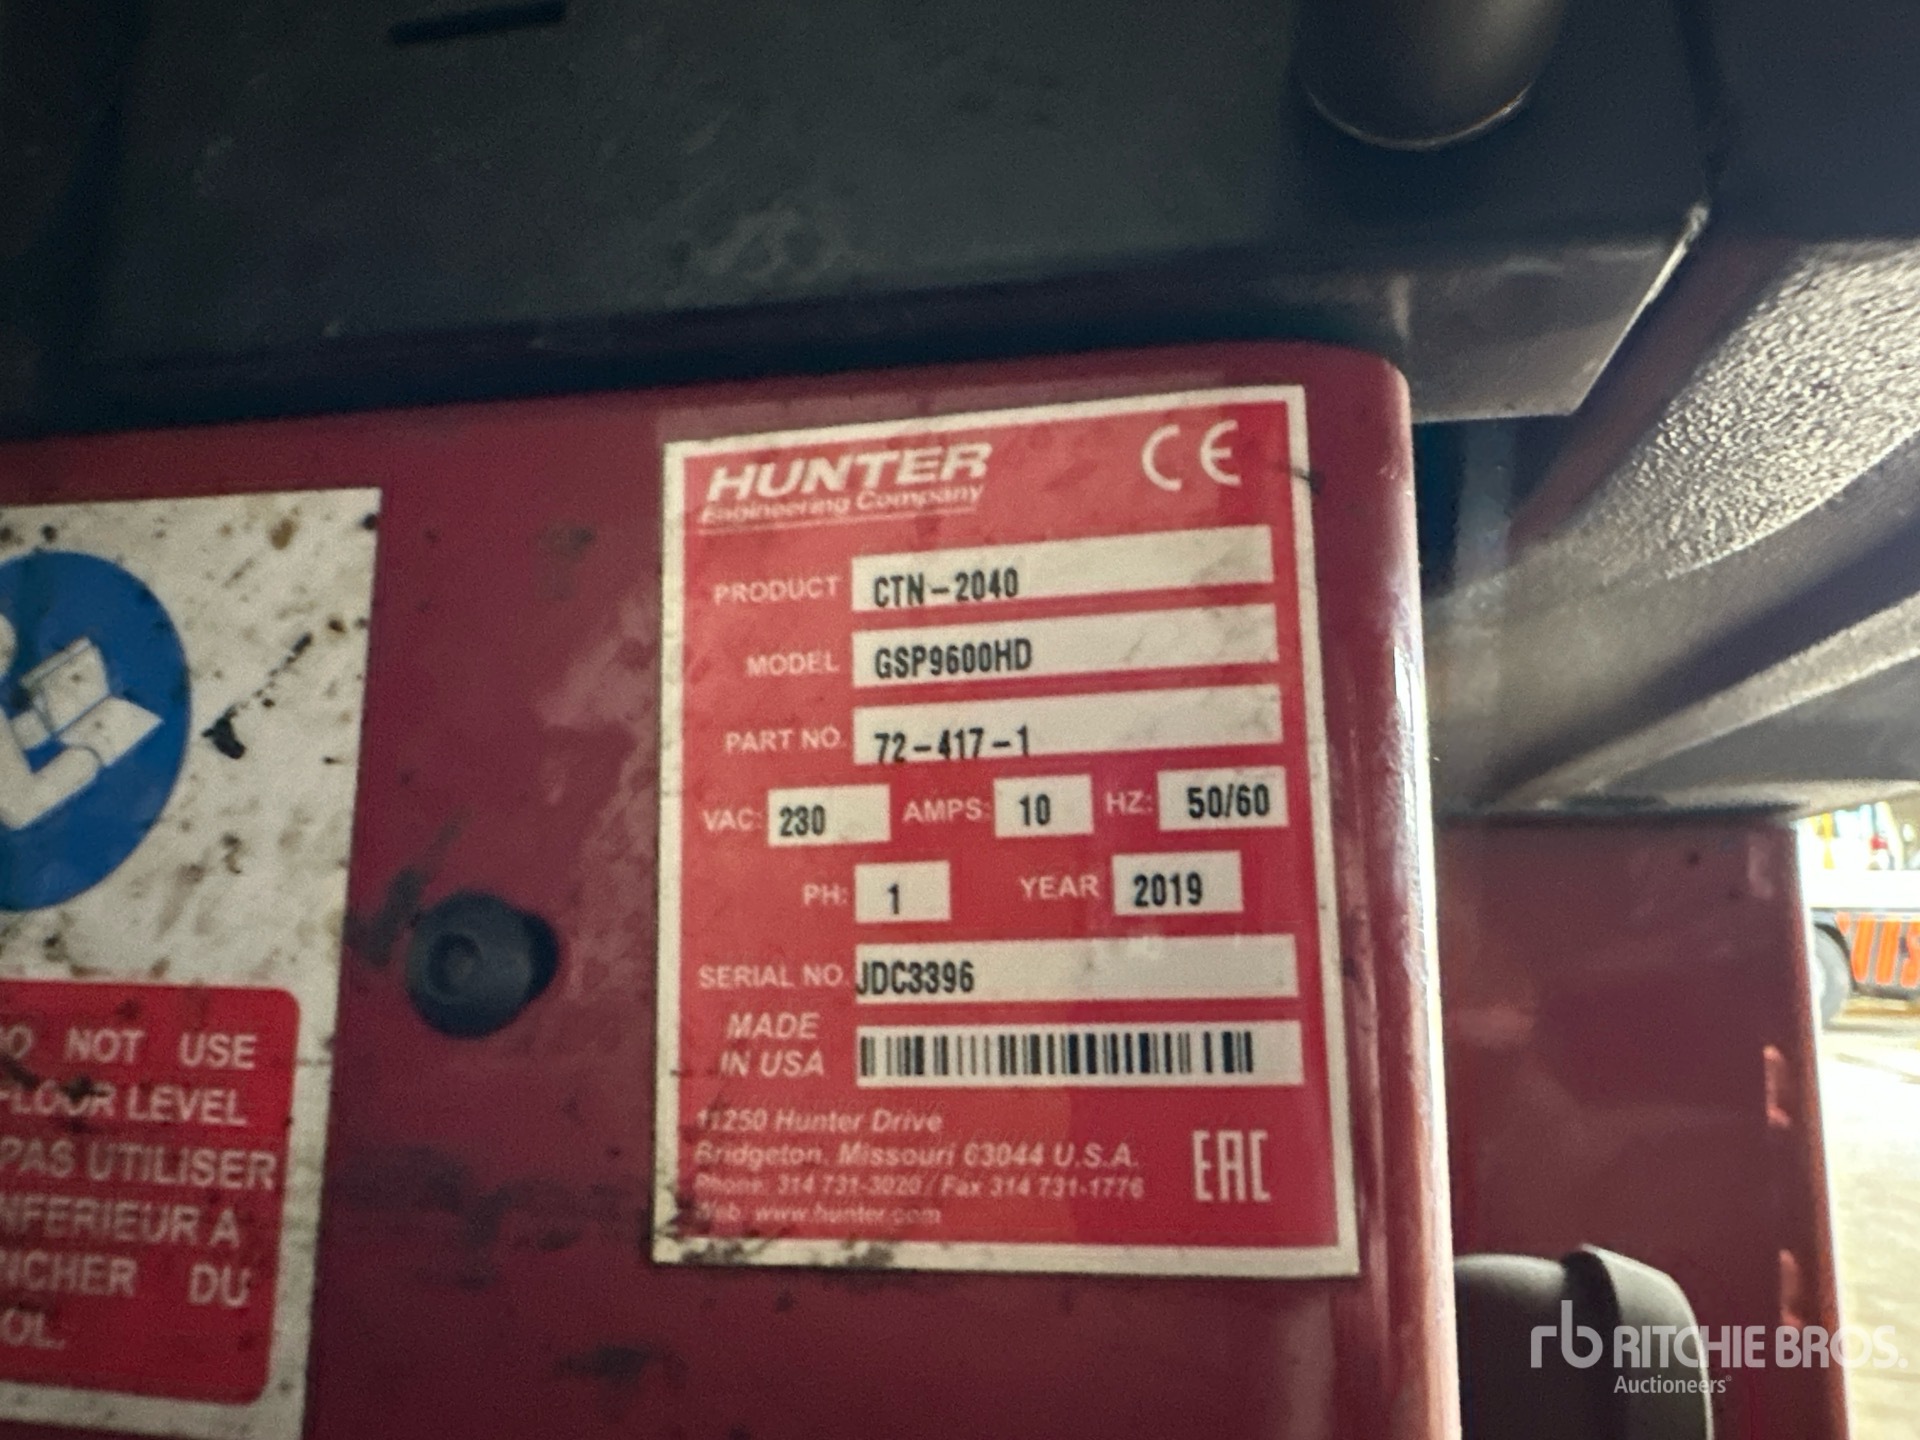 HUNTER
Engineering Company
CE
PRODUCT CTN-2040
MODEL GSP9600HD
PART NO. 72-417-1
VAC: 230 AMPS: 10 HZ: 50/60
PH: 1 YEAR 2019
SERIAL NO. JDC3396
MADE
IN USA
11250 Hunter Drive
Bridgeton, Missouri 63044 U.S.A.
Phone: 314 731-3020 / Fax 314 731-1776
Web: www.hunter.com
EAC
DO NOT USE
FLOOR LEVEL
PAS UTILISER
NFERIEUR A
NCHER DU
OL.
rb RITCHIE BROS.
Auctioneers